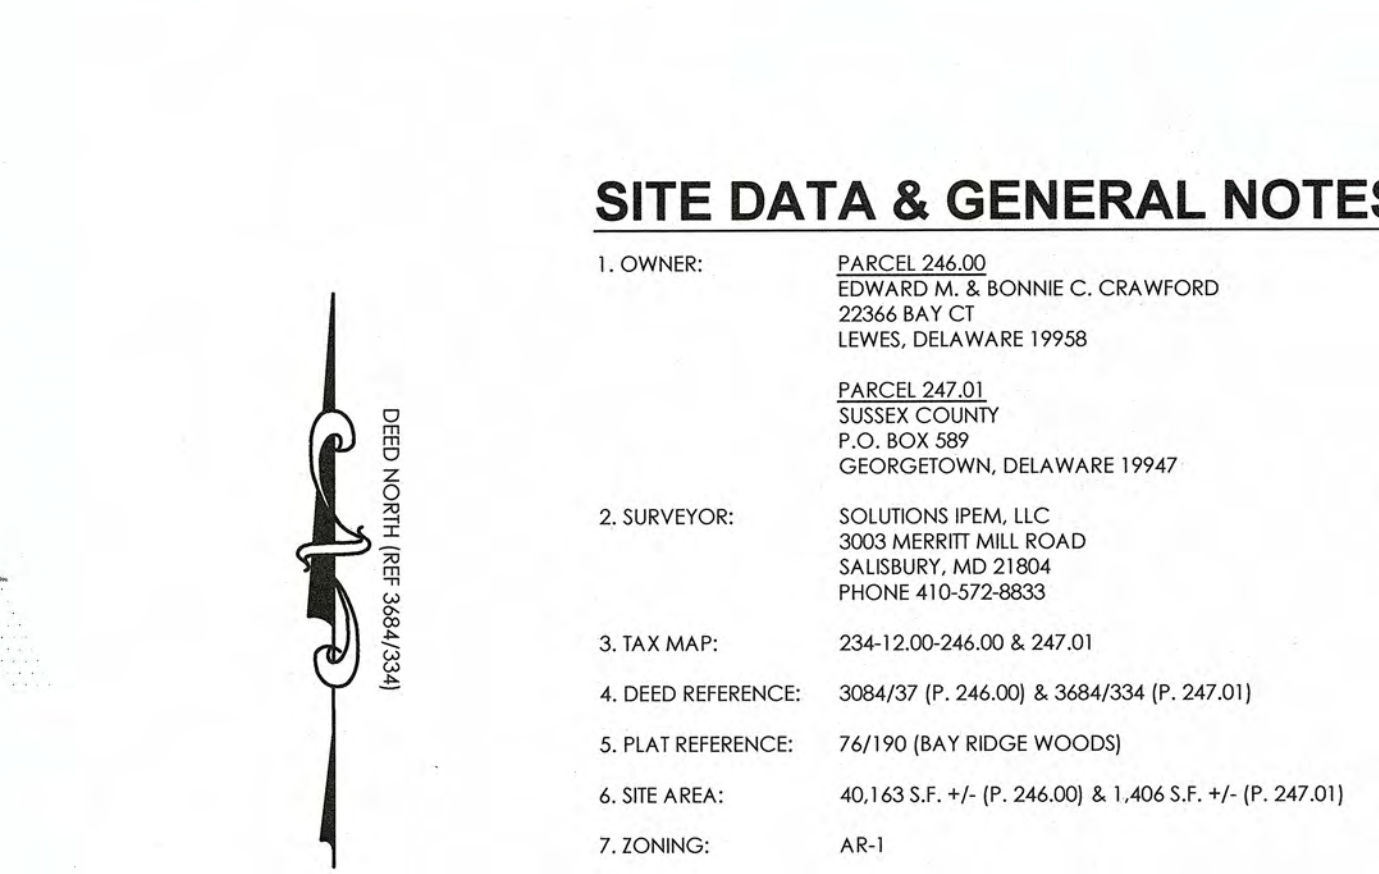 SITE DATA & GENERAL NOTES
1. OWNER: PARCEL 246.00
EDWARD M. & BONNIE C. CRAWFORD
22366 BAY CT
LEWES, DELAWARE 19958
PARCEL 247.01
SUSSEX COUNTY
P.O. BOX 589
GEORGETOWN, DELAWARE 19947
2. SURVEYOR: SOLUTIONS IPEM, LLC
3003 MERRITT MILL ROAD
SALISBURY, MD 21804
PHONE 410-572-8833
3. TAX MAP: 234-12.00-246.00 & 247.01
4. DEED REFERENCE: 3084/37 (P. 246.00) & 3684/334 (P. 247.01)
5. PLAT REFERENCE: 76/190 (BAY RIDGE WOODS)
6. SITE AREA: 40,163 S.F. +/- (P. 246.00) & 1,406 S.F. +/- (P. 247.01)
7. ZONING: AR-1
DEED NORTH (REF 3684/334)